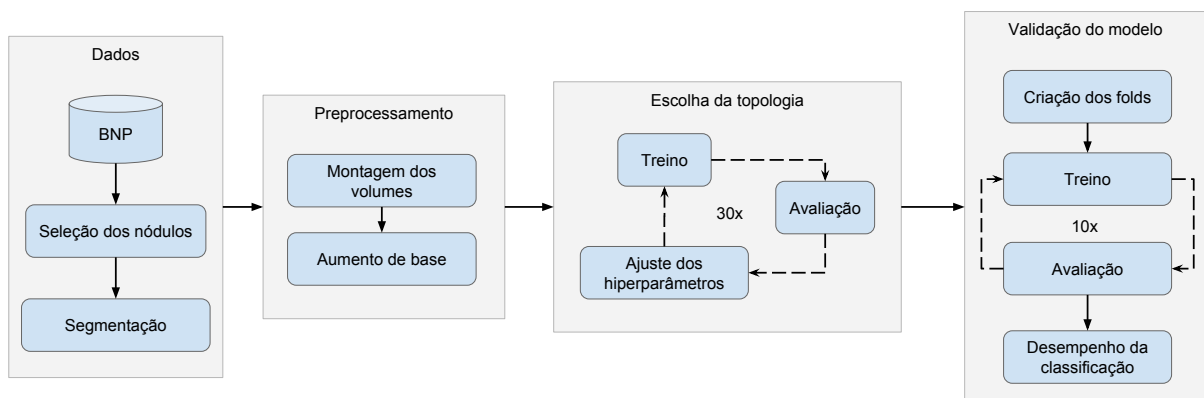 Dados
BNP
Seleção dos nódulos
Segmentação
Preprocessamento
Montagem dos
volumes
Aumento de base
Escolha da topologia
Treino
Avaliação
30x
Ajuste dos
hiperparâmetros
Validação do modelo
Criação dos folds
Treino
10x
Avaliação
Desempenho da
classificação